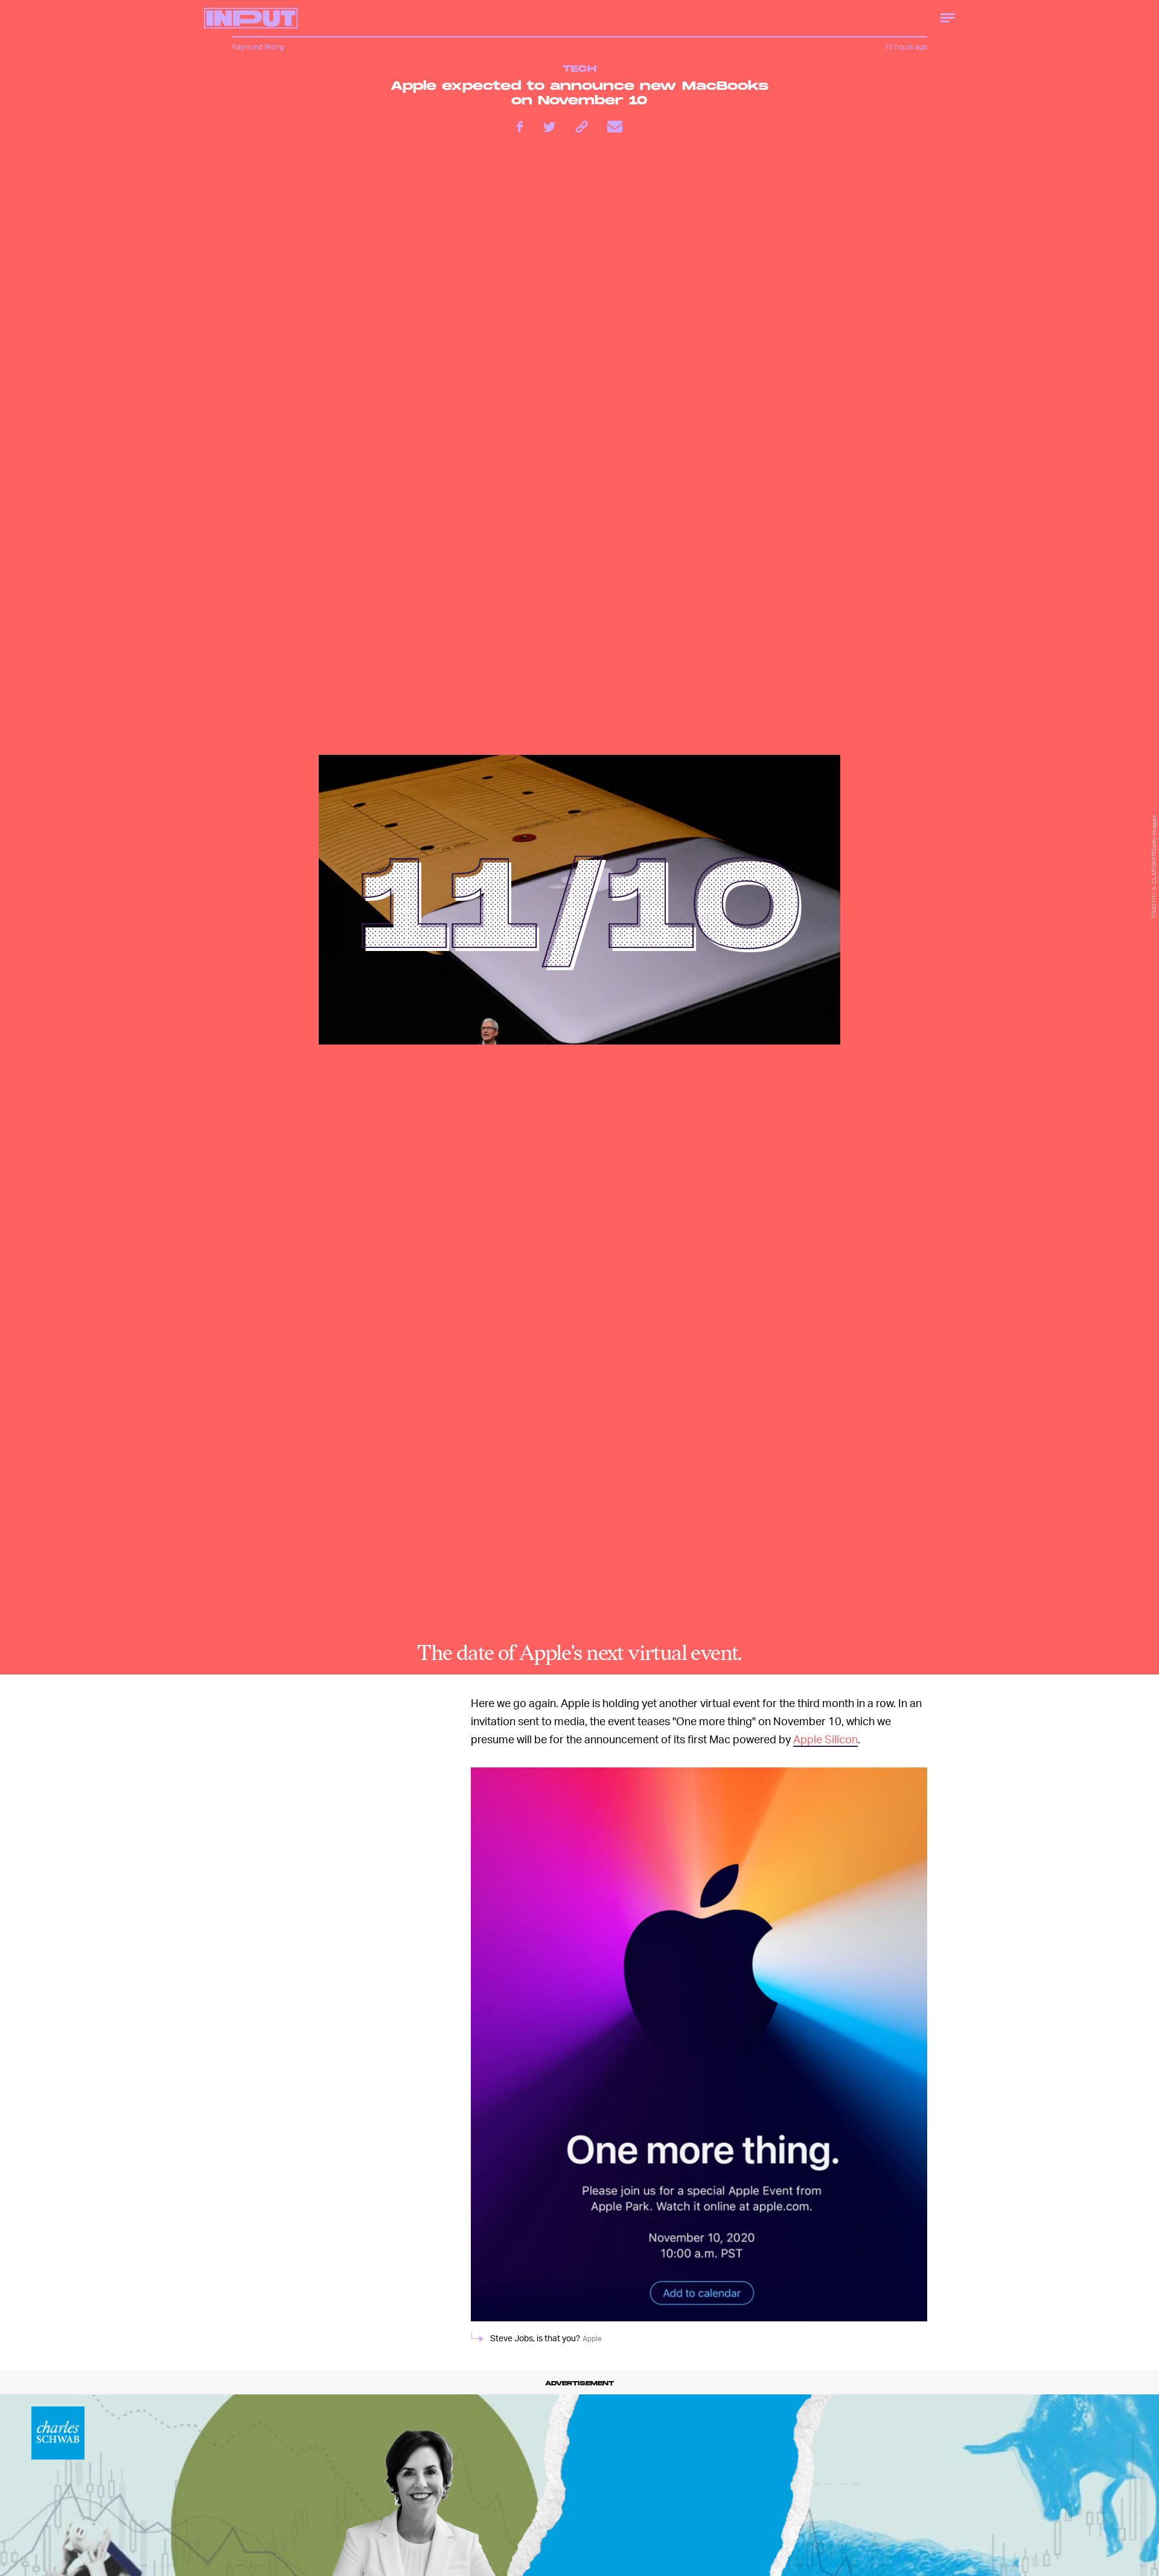 INPUT
Raymond Wong
19 hours ago
TECH
Apple expected to announce new MacBooks
on November 10
11/10
TIMOTHY A. CLARY/AFP/Getty Images
The date of Apple's next virtual event.
Here we go again. Apple is holding yet another virtual event for the third month in a row. In an
invitation sent to media, the event teases "One more thing" on November 10, which we
presume will be for the announcement of its first Mac powered by Apple Silicon.
One more thing.
Please join us for a special Apple Event from
Apple Park. Watch it online at apple.com.
November 10, 2020
10:00 a.m. PST
Add to calendar
Steve Jobs, is that you? Apple
ADVERTISEMENT
charles
SCHWAB